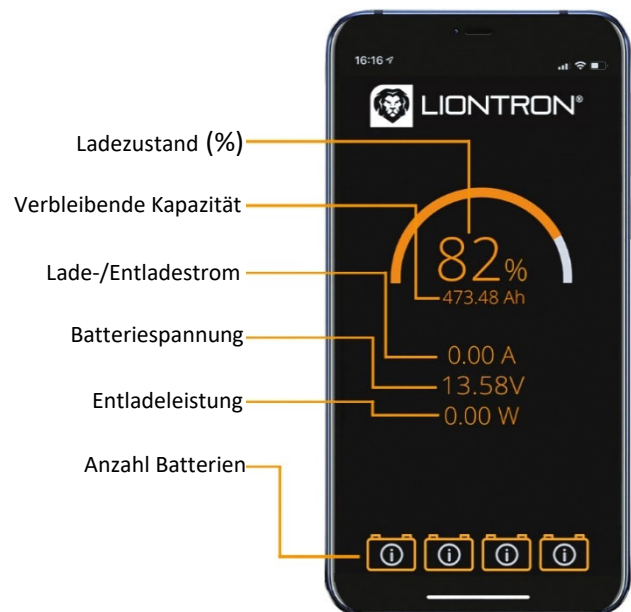 16:16
LIONTRON®
Ladezustand (%)
Verbleibende Kapazität
82%
Lade-/Entladestrom
473.48 Ah
Batteriespannung
0.00 A
13.58V
Entladeleistung
0.00 W
Anzahl Batterien
i i i i